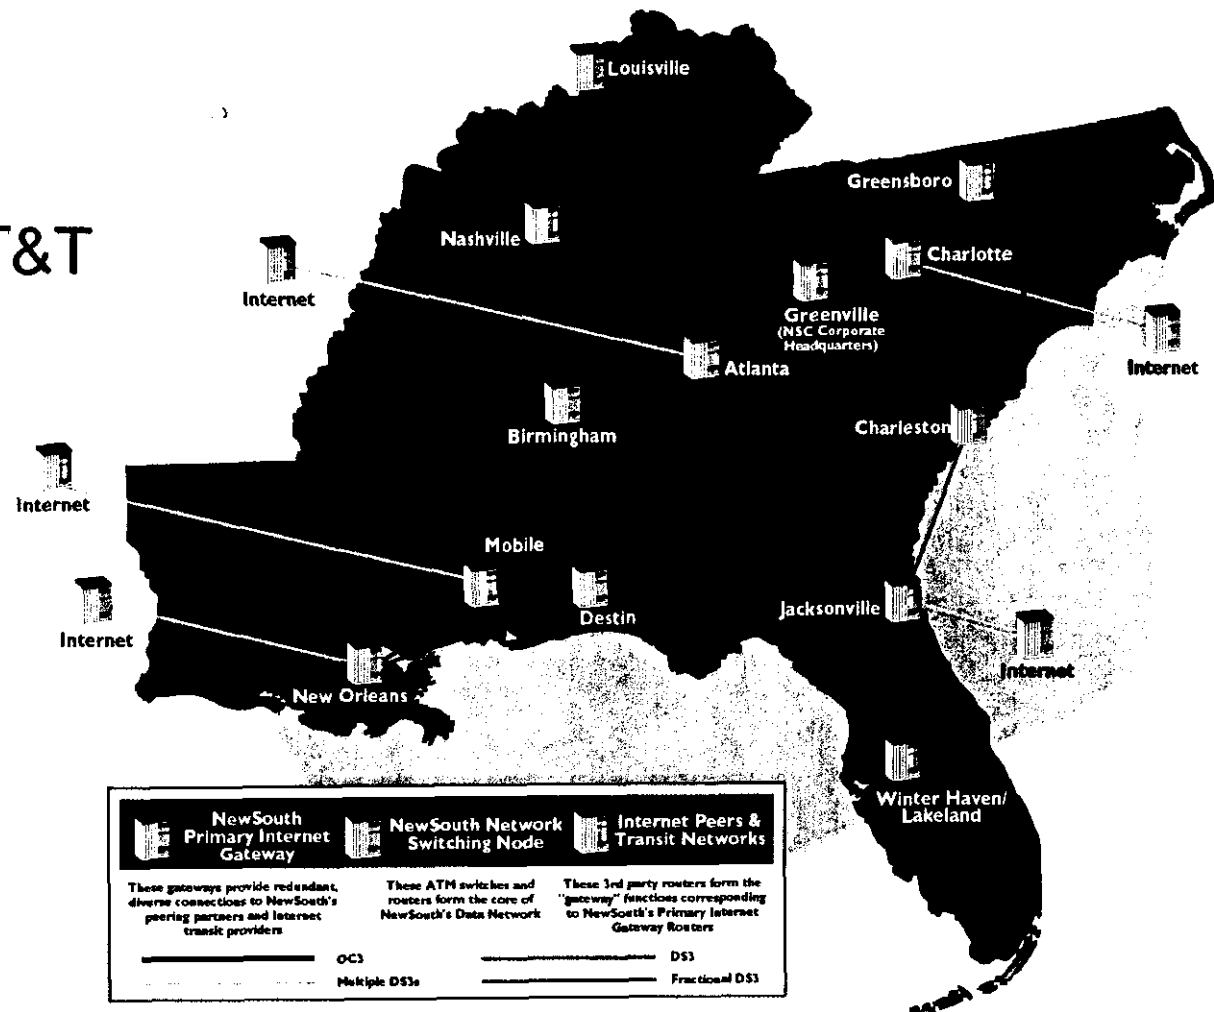 Louisville
Greensboro
T&T
Nashville
Charlotte
Internet
Greenville
(NSC Corporate
Headquarters)
Internet
Atlanta
Birmingham
Charleston
Internet
Mobile
Internet
Destin
Jacksonville
Internet
New Orleans
Winter Haven/
Lakeland
NewSouth
Primary Internet
Gateway
NewSouth Network
Switching Node
Internet Peers &
Transit Networks
These gateways provide redundant,
diverse connections to NewSouth's
peering partners and Internet
transit providers
These ATM switches and
routers form the core of
NewSouth's Data Network
These 3rd party routers form the
"gateway" functions corresponding
to NewSouth's Primary Internet
Gateway Routers
OC3
DS3
Multiple DS3s
Fractional DS3